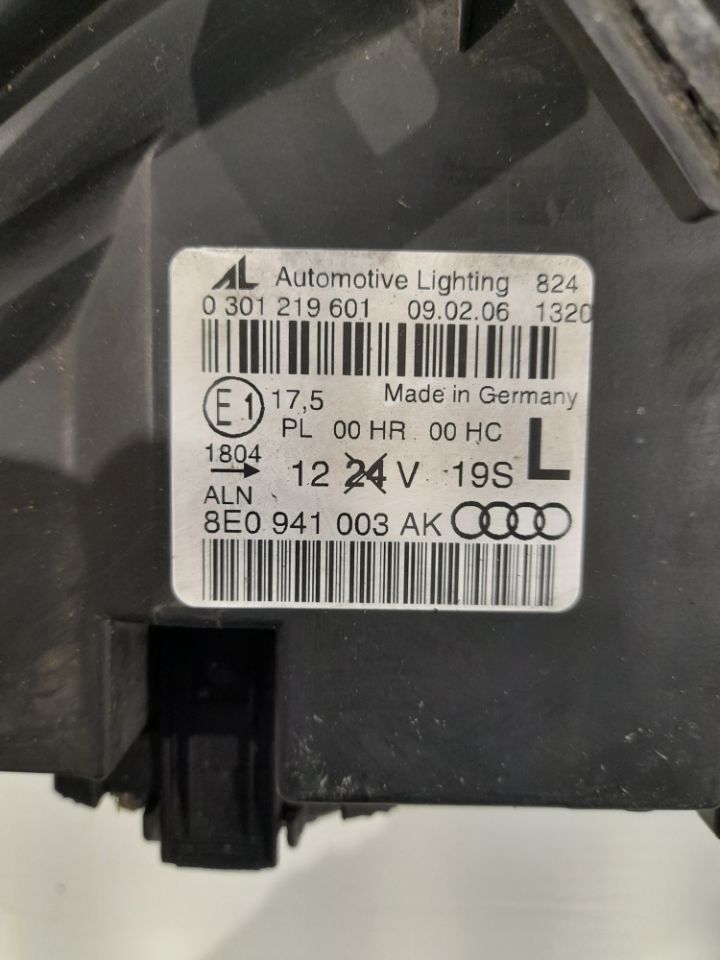 AL Automotive Lighting 824
0 301 219 601 09.02.06 1320
E1 17,5 Made in Germany
PL 00 HR 00 HC
1804 12 24 V 19S L
ALN
8E0 941 003 AK